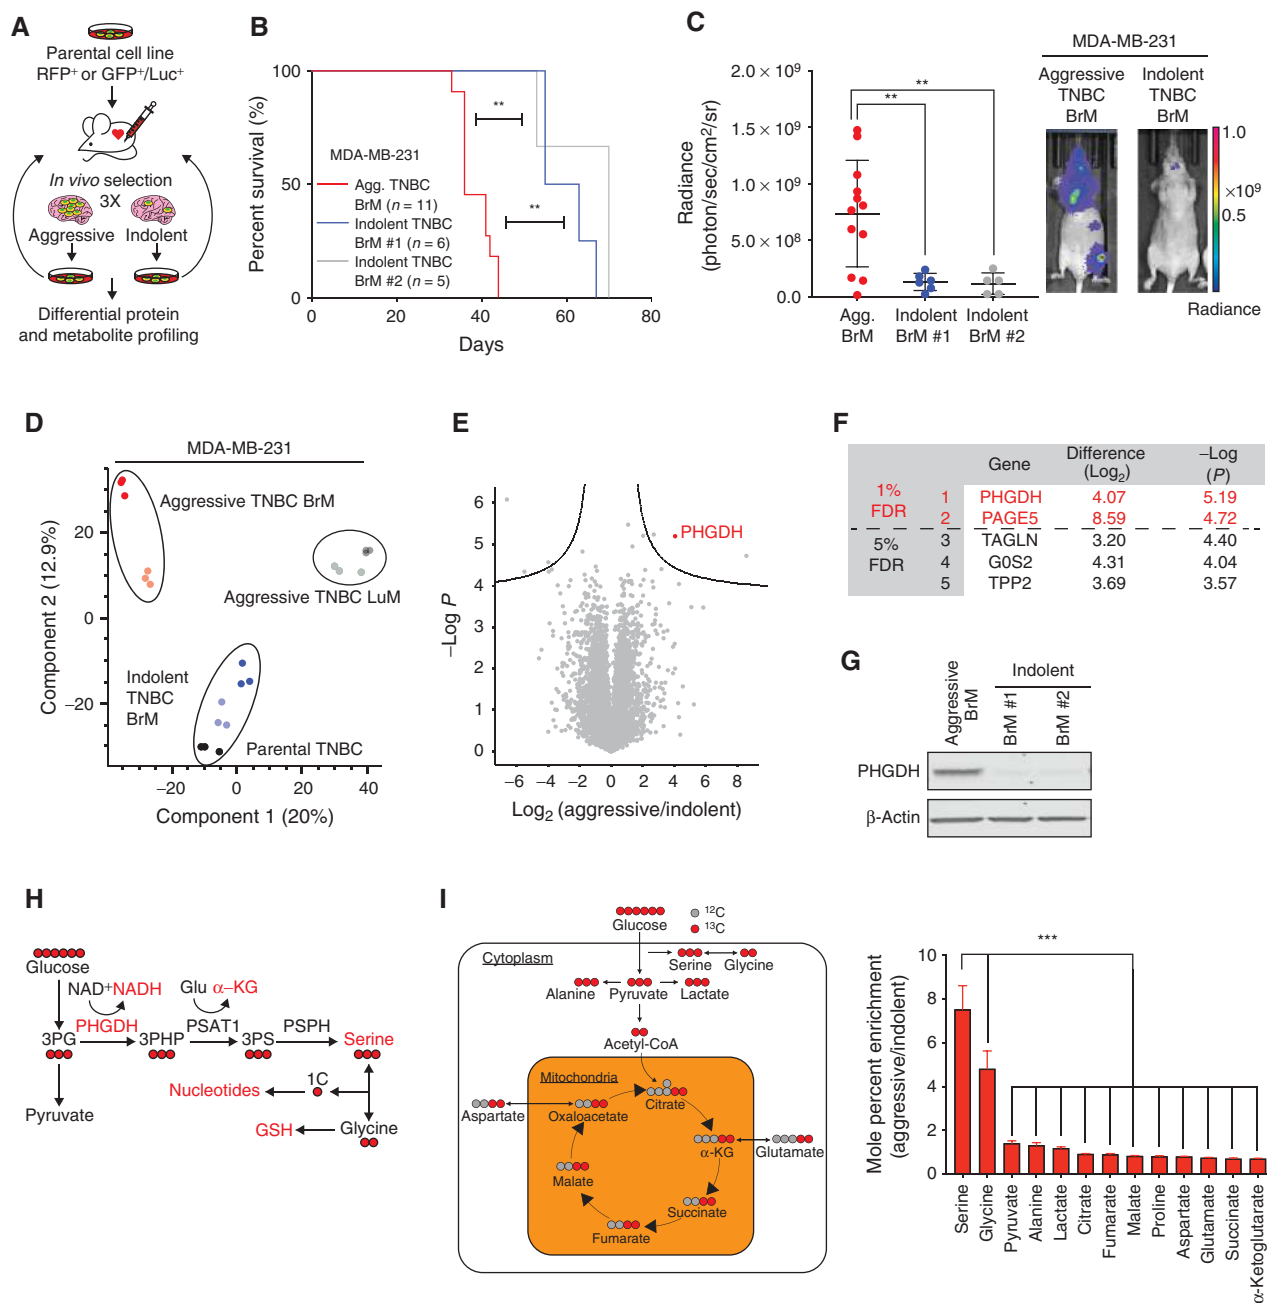 A
Parental cell line
RFP⁺ or GFP⁺/Luc⁺
In vivo selection
3X
Aggressive
Indolent
Differential protein
and metabolite profiling
B
Percent survival (%)
100
50
0
0
20
40
60
80
Days
**
**
MDA-MB-231
Agg. TNBC
BrM (n = 11)
Indolent TNBC
BrM #1 (n = 6)
Indolent TNBC
BrM #2 (n = 5)
C
Radiance
(photon/sec/cm²/sr)
2.0 × 10⁹
1.5 × 10⁹
1.0 × 10⁹
5.0 × 10⁸
0.0
**
**
Agg.
BrM
Indolent
BrM #1
Indolent
BrM #2
MDA-MB-231
Aggressive
TNBC
BrM
Indolent
TNBC
BrM
1.0
×10⁹
0.5
Radiance
D
MDA-MB-231
Component 2 (12.9%)
20
0
−20
−20
0
20
40
Component 1 (20%)
Aggressive TNBC BrM
Aggressive TNBC LuM
Indolent
TNBC
BrM
Parental TNBC
E
−Log P
6
5
4
3
2
1
0
−6
−4
−2
0
2
4
6
8
Log₂ (aggressive/indolent)
PHGDH
F
Gene
Difference
(Log₂)
−Log
(P)
1%
FDR
1 PHGDH 4.07 5.19
2 PAGE5 8.59 4.72
5%
FDR
3 TAGLN 3.20 4.40
4 G0S2 4.31 4.04
5 TPP2 3.69 3.57
G
Aggressive
BrM
Indolent
BrM #1
BrM #2
PHGDH
β-Actin
H
Glucose
NAD⁺
NADH
Glu
α−KG
PHGDH
PSAT1
PSPH
3PG
3PHP
3PS
Serine
Nucleotides
1C
Pyruvate
GSH
Glycine
I
¹²C
¹³C
Glucose
Cytoplasm
Serine
Glycine
Alanine
Pyruvate
Lactate
Acetyl-CoA
Mitochondria
Aspartate
Oxaloacetate
Citrate
α-KG
Glutamate
Malate
Succinate
Fumarate
Mole percent enrichment
(aggressive/indolent)
10
8
6
4
2
0
***
Serine
Glycine
Pyruvate
Alanine
Lactate
Citrate
Fumarate
Malate
Proline
Aspartate
Glutamate
Succinate
α-Ketoglutarate